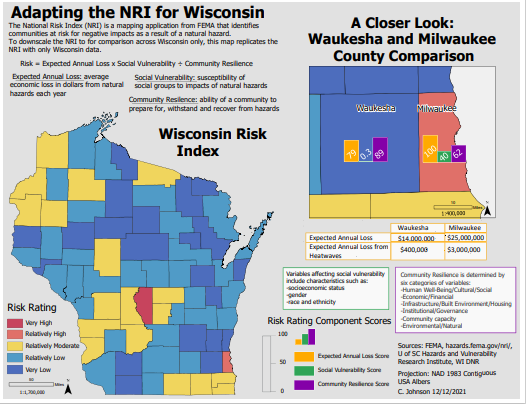 Adapting the NRI for Wisconsin
The National Risk Index (NRI) is a mapping application from FEMA that identifies
communities at risk for negative impacts as a result of a natural hazard.
To downscale the NRI to for comparison across Wisconsin only, this map replicates the
NRI with only Wisconsin data.
Risk = Expected Annual Loss x Social Vulnerability ÷ Community Resilience
Expected Annual Loss: average
economic loss in dollars from natural
hazards each year
Social Vulnerability: susceptibility of
social groups to impacts of natural hazards
Community Resilence: ability of a community to
prepare for, withstand and recover from hazards
Wisconsin Risk
Index
Risk Rating
Very High
Relatively High
Relatively Moderate
Relatively Low
Very Low
50
Miles
1:1,700,000
N
A Closer Look:
Waukesha and Milwaukee
County Comparison
Waukesha
Milwaukee
79
0.3
89
100
40
62
50
Miles
1:400,000
N
Waukesha
Milwaukee
Expected Annual Loss
$14,000,000
$25,000,000
Expected Annual Loss from
Heatwaves
$400,000
$3,000,000
Variables affecting social vulnerability
include characteristics such as:
-socioeconomic status
-gender
-race and ethnicity
Community Resilience is determined by
six categories of variables:
-Human Well-Being/Cultural/Social
-Economic/Financial
-Infrastructure/Built Environment/Housing
-Institutional/Governance
-Community capacity
-Environmental/Natural
Risk Rating Component Scores
100
50
0
Expected Annual Loss Score
Social Vulnerability Score
Community Resilience Score
Sources: FEMA, hazards.fema.gov/nri/,
U of SC Hazards and Vulnerability
Research Institute, WI DNR
Projection: NAD 1983 Contiguous
USA Albers
C. Johnson 12/12/2021